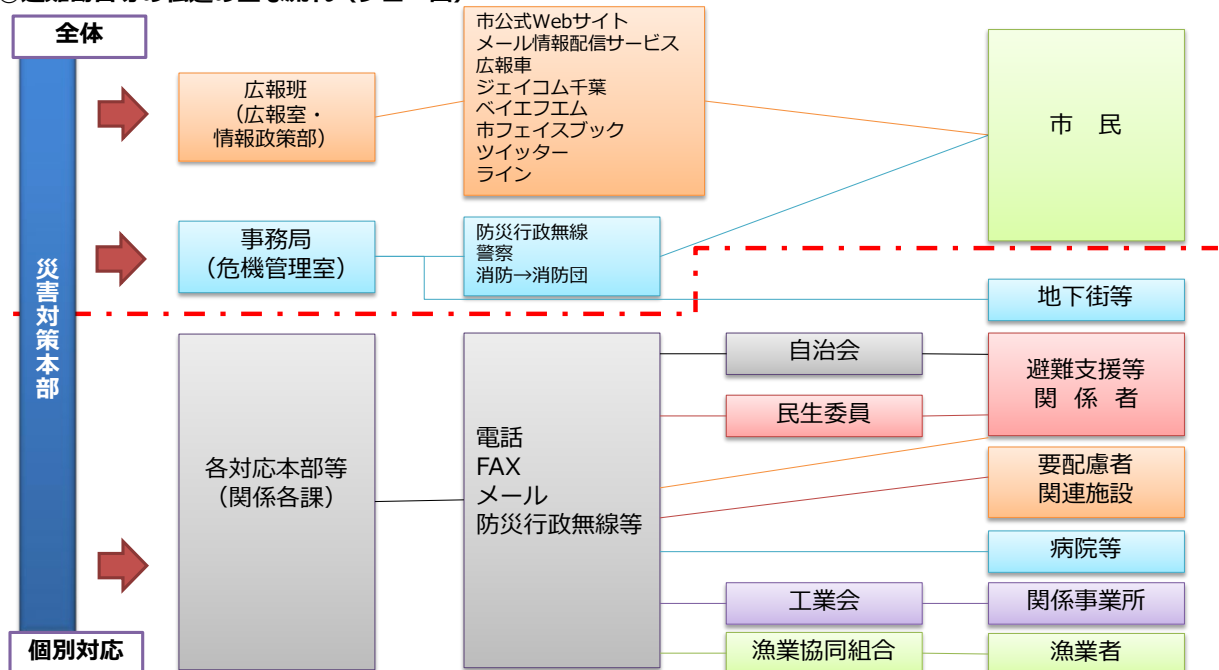 全体
広報班
（広報室・
情報政策部）
市公式Webサイト
メール情報配信サービス
広報車
ジェイコム千葉
ベイエフエム
市フェイスブック
ツイッター
ライン
市　民
事務局
（危機管理室）
防災行政無線
警察
消防→消防団
地下街等
災害対策本部
各対応本部等
（関係各課）
電話
FAX
メール
防災行政無線等
自治会
民生委員
避難支援等
関 係 者
要配慮者
関連施設
病院等
工業会
関係事業所
漁業協同組合
漁業者
個別対応